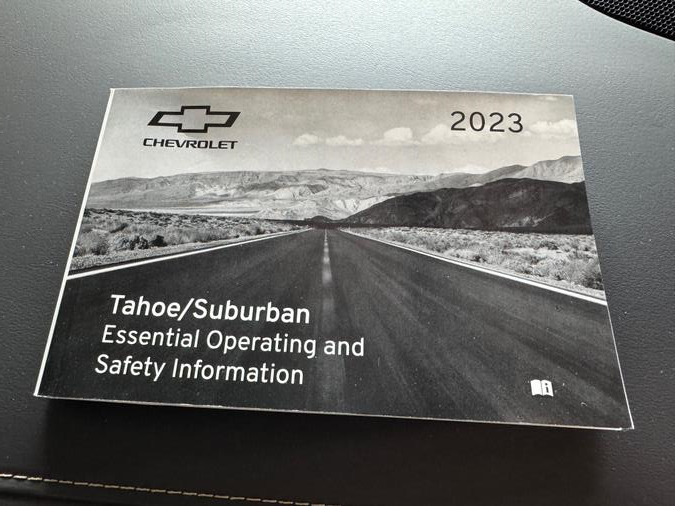 CHEVROLET
2023
Tahoe/Suburban
Essential Operating and
Safety Information